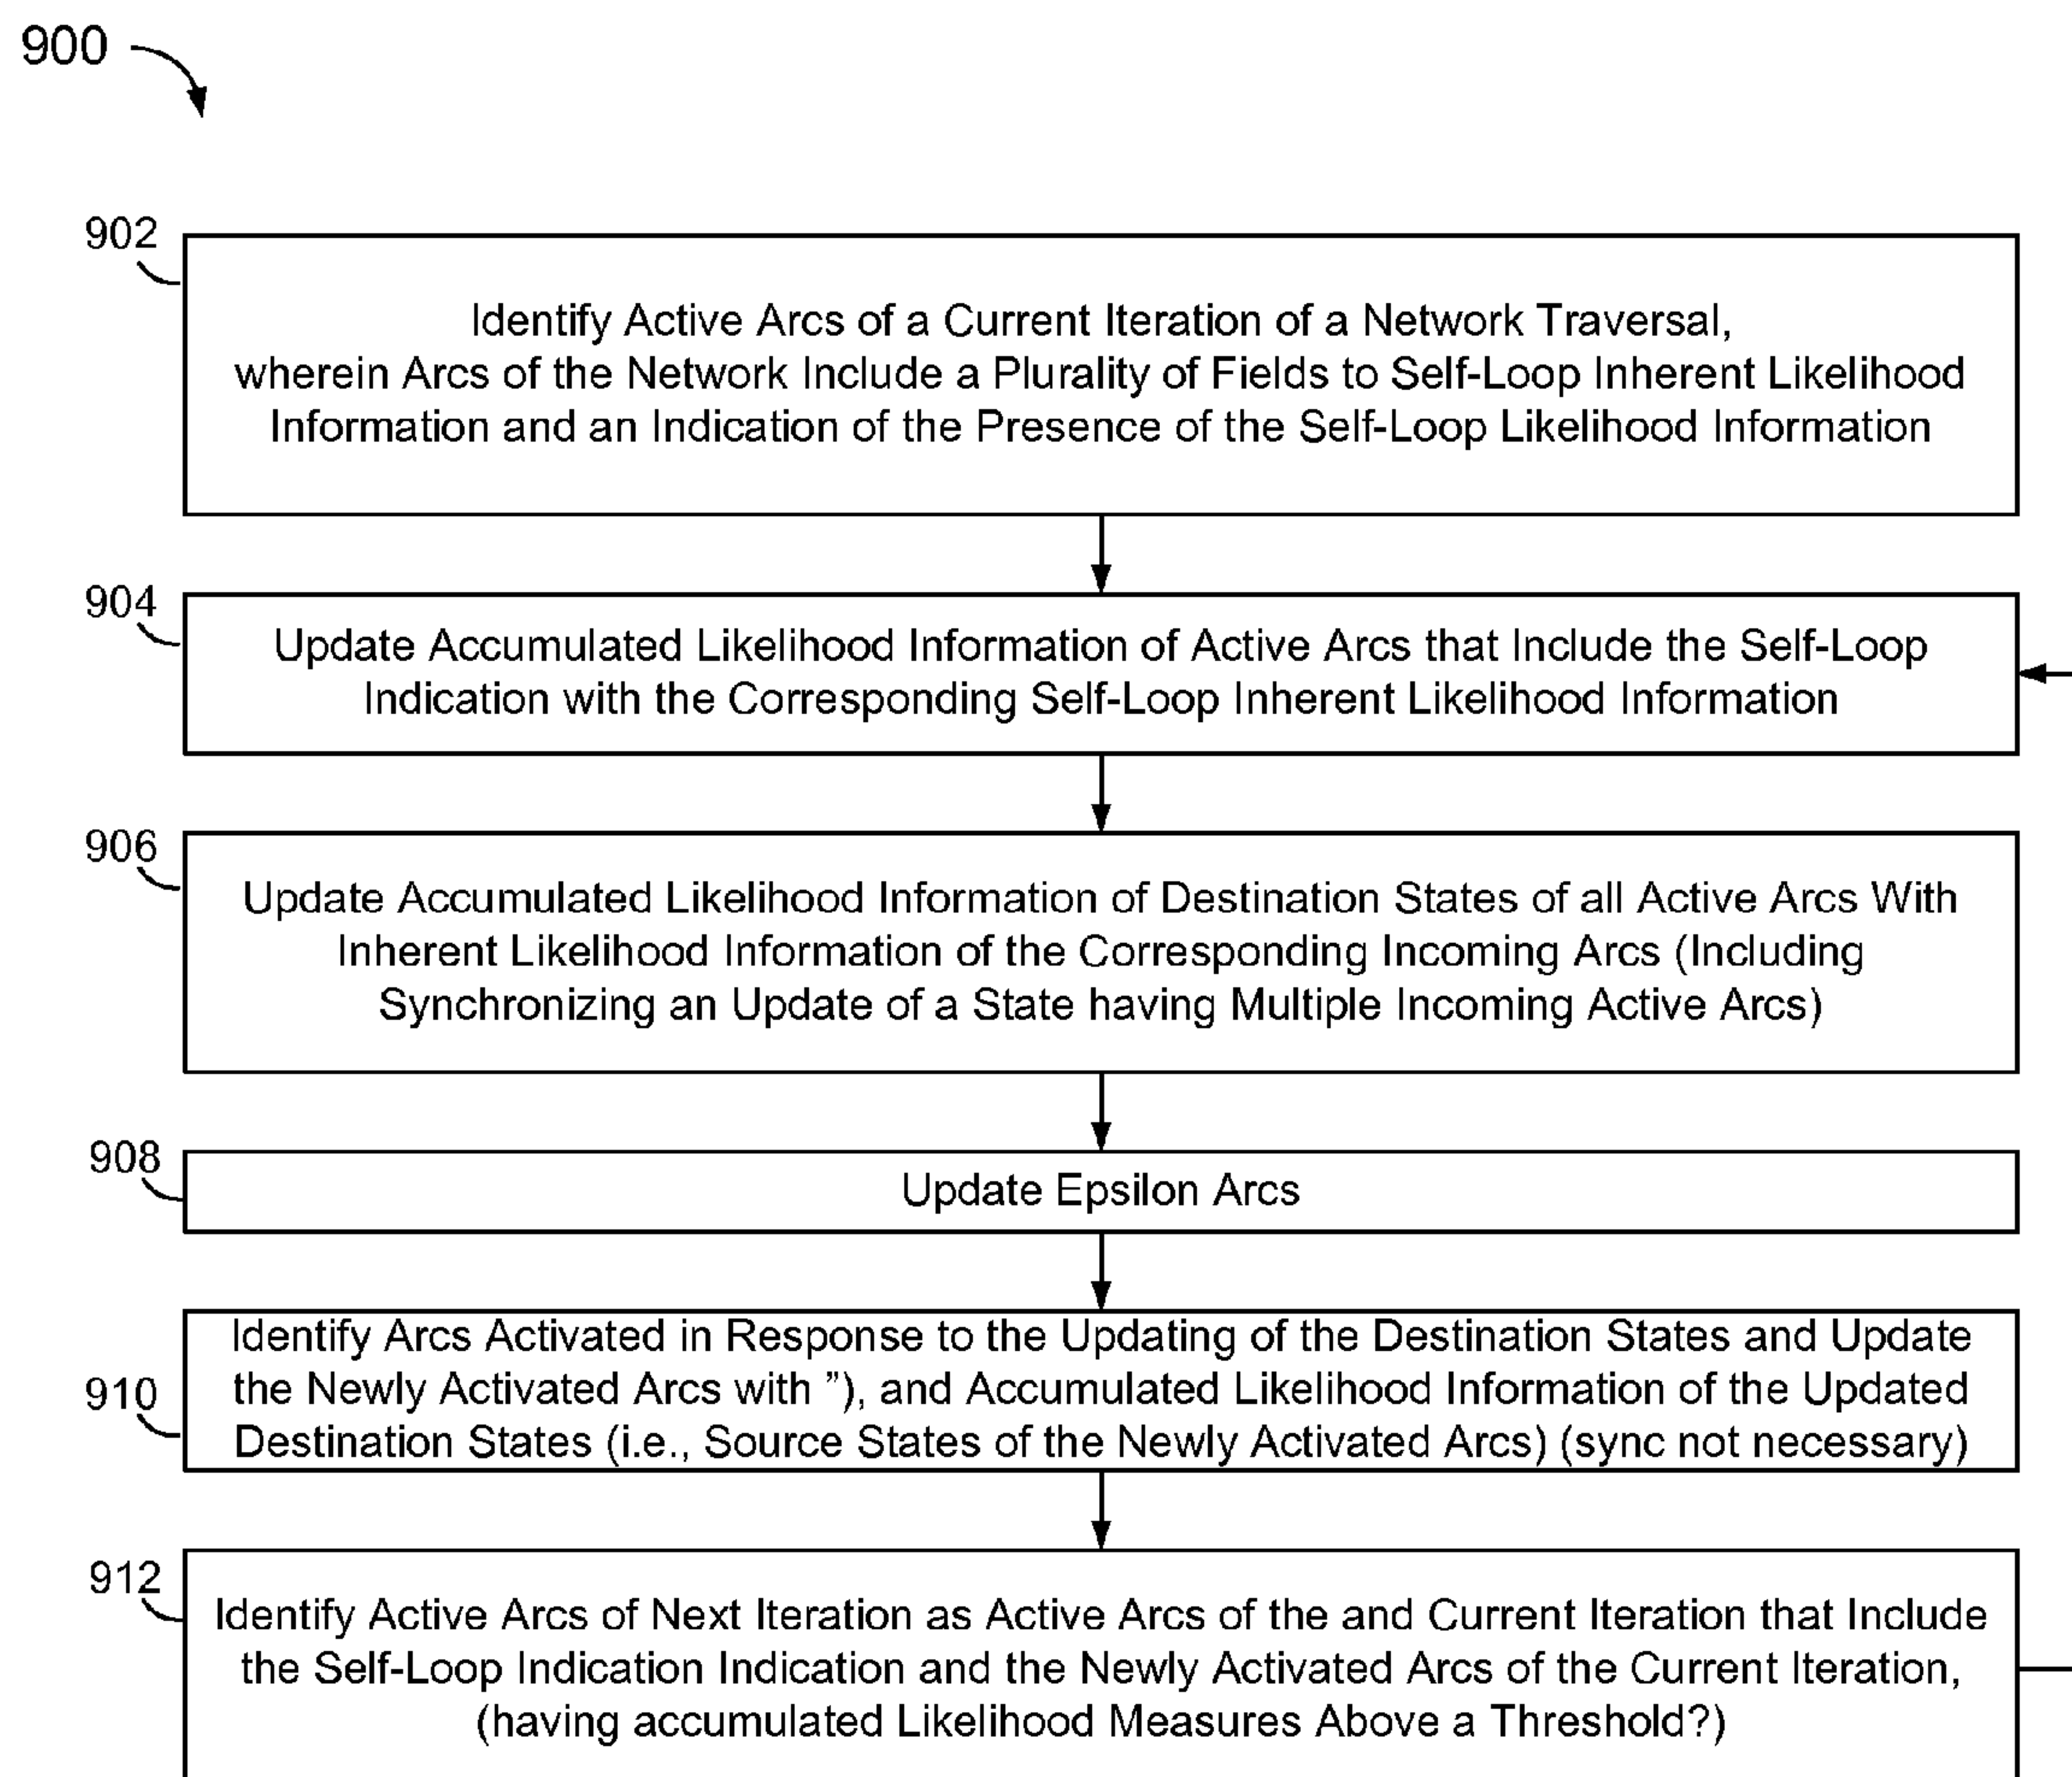 900
902
Identify Active Arcs of a Current Iteration of a Network Traversal,
wherein Arcs of the Network Include a Plurality of Fields to Self-Loop Inherent Likelihood
Information and an Indication of the Presence of the Self-Loop Likelihood Information
904
Update Accumulated Likelihood Information of Active Arcs that Include the Self-Loop
Indication with the Corresponding Self-Loop Inherent Likelihood Information
906
Update Accumulated Likelihood Information of Destination States of all Active Arcs With
Inherent Likelihood Information of the Corresponding Incoming Arcs (Including
Synchronizing an Update of a State having Multiple Incoming Active Arcs)
908
Update Epsilon Arcs
910
Identify Arcs Activated in Response to the Updating of the Destination States and Update
the Newly Activated Arcs with ”), and Accumulated Likelihood Information of the Updated
Destination States (i.e., Source States of the Newly Activated Arcs) (sync not necessary)
912
Identify Active Arcs of Next Iteration as Active Arcs of the and Current Iteration that Include
the Self-Loop Indication Indication and the Newly Activated Arcs of the Current Iteration,
(having accumulated Likelihood Measures Above a Threshold?)